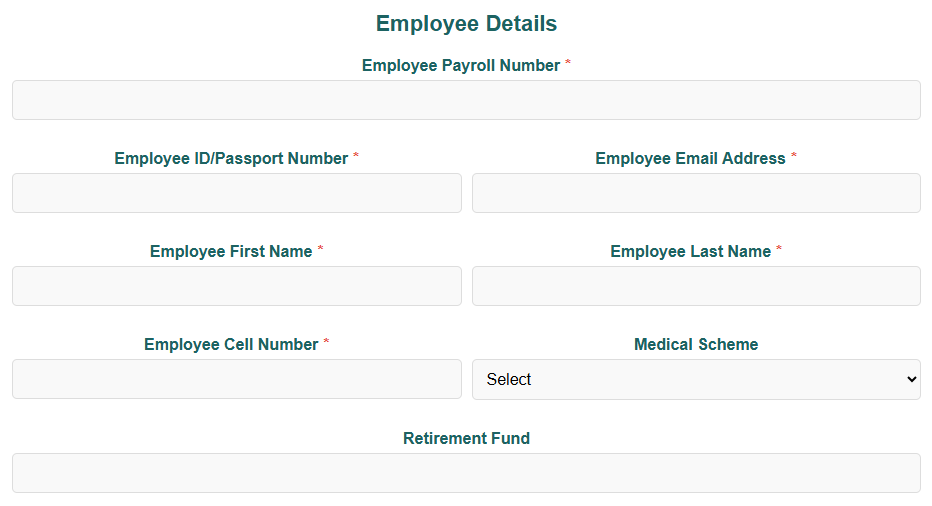 Employee Details
Employee Payroll Number *
Employee ID/Passport Number *
Employee Email Address *
Employee First Name *
Employee Last Name *
Employee Cell Number *
Medical Scheme
Select
Retirement Fund